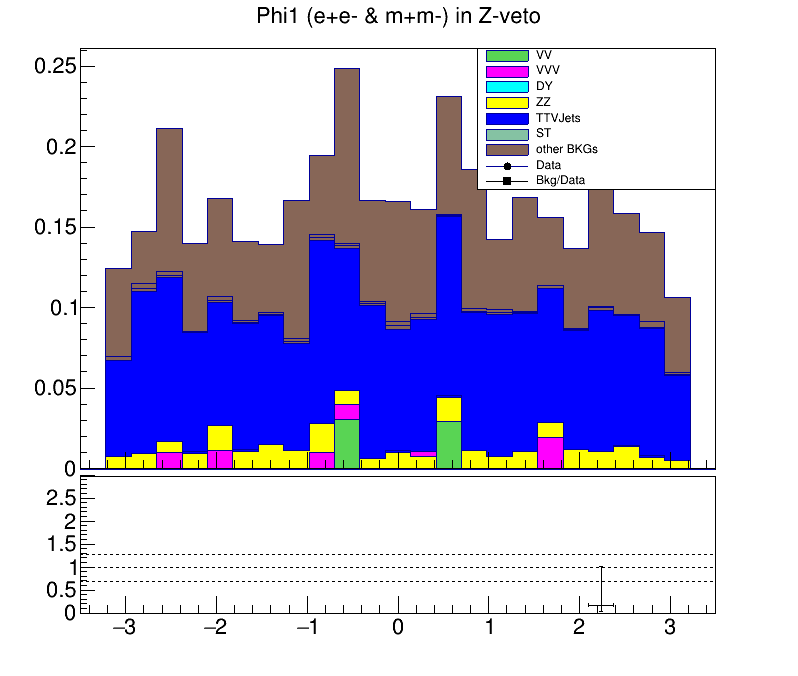 Phi1 (e+e- & m+m-) in Z-veto
0.25
0.2
0.15
0.1
0.05
0
VV
VVV
DY
ZZ
TTVJets
ST
other BKGs
Data
Bkg/Data
2.5
2
1.5
1
0.5
0
−3 −2 −1 0 1 2 3